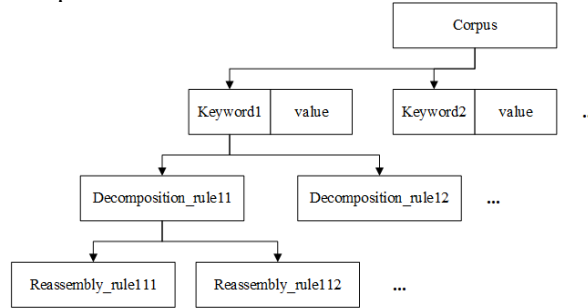 Corpus
Keyword1 value Keyword2 value ..
Decomposition_rule11 Decomposition_rule12 ...
Reassembly_rule111 Reassembly_rule112 ...